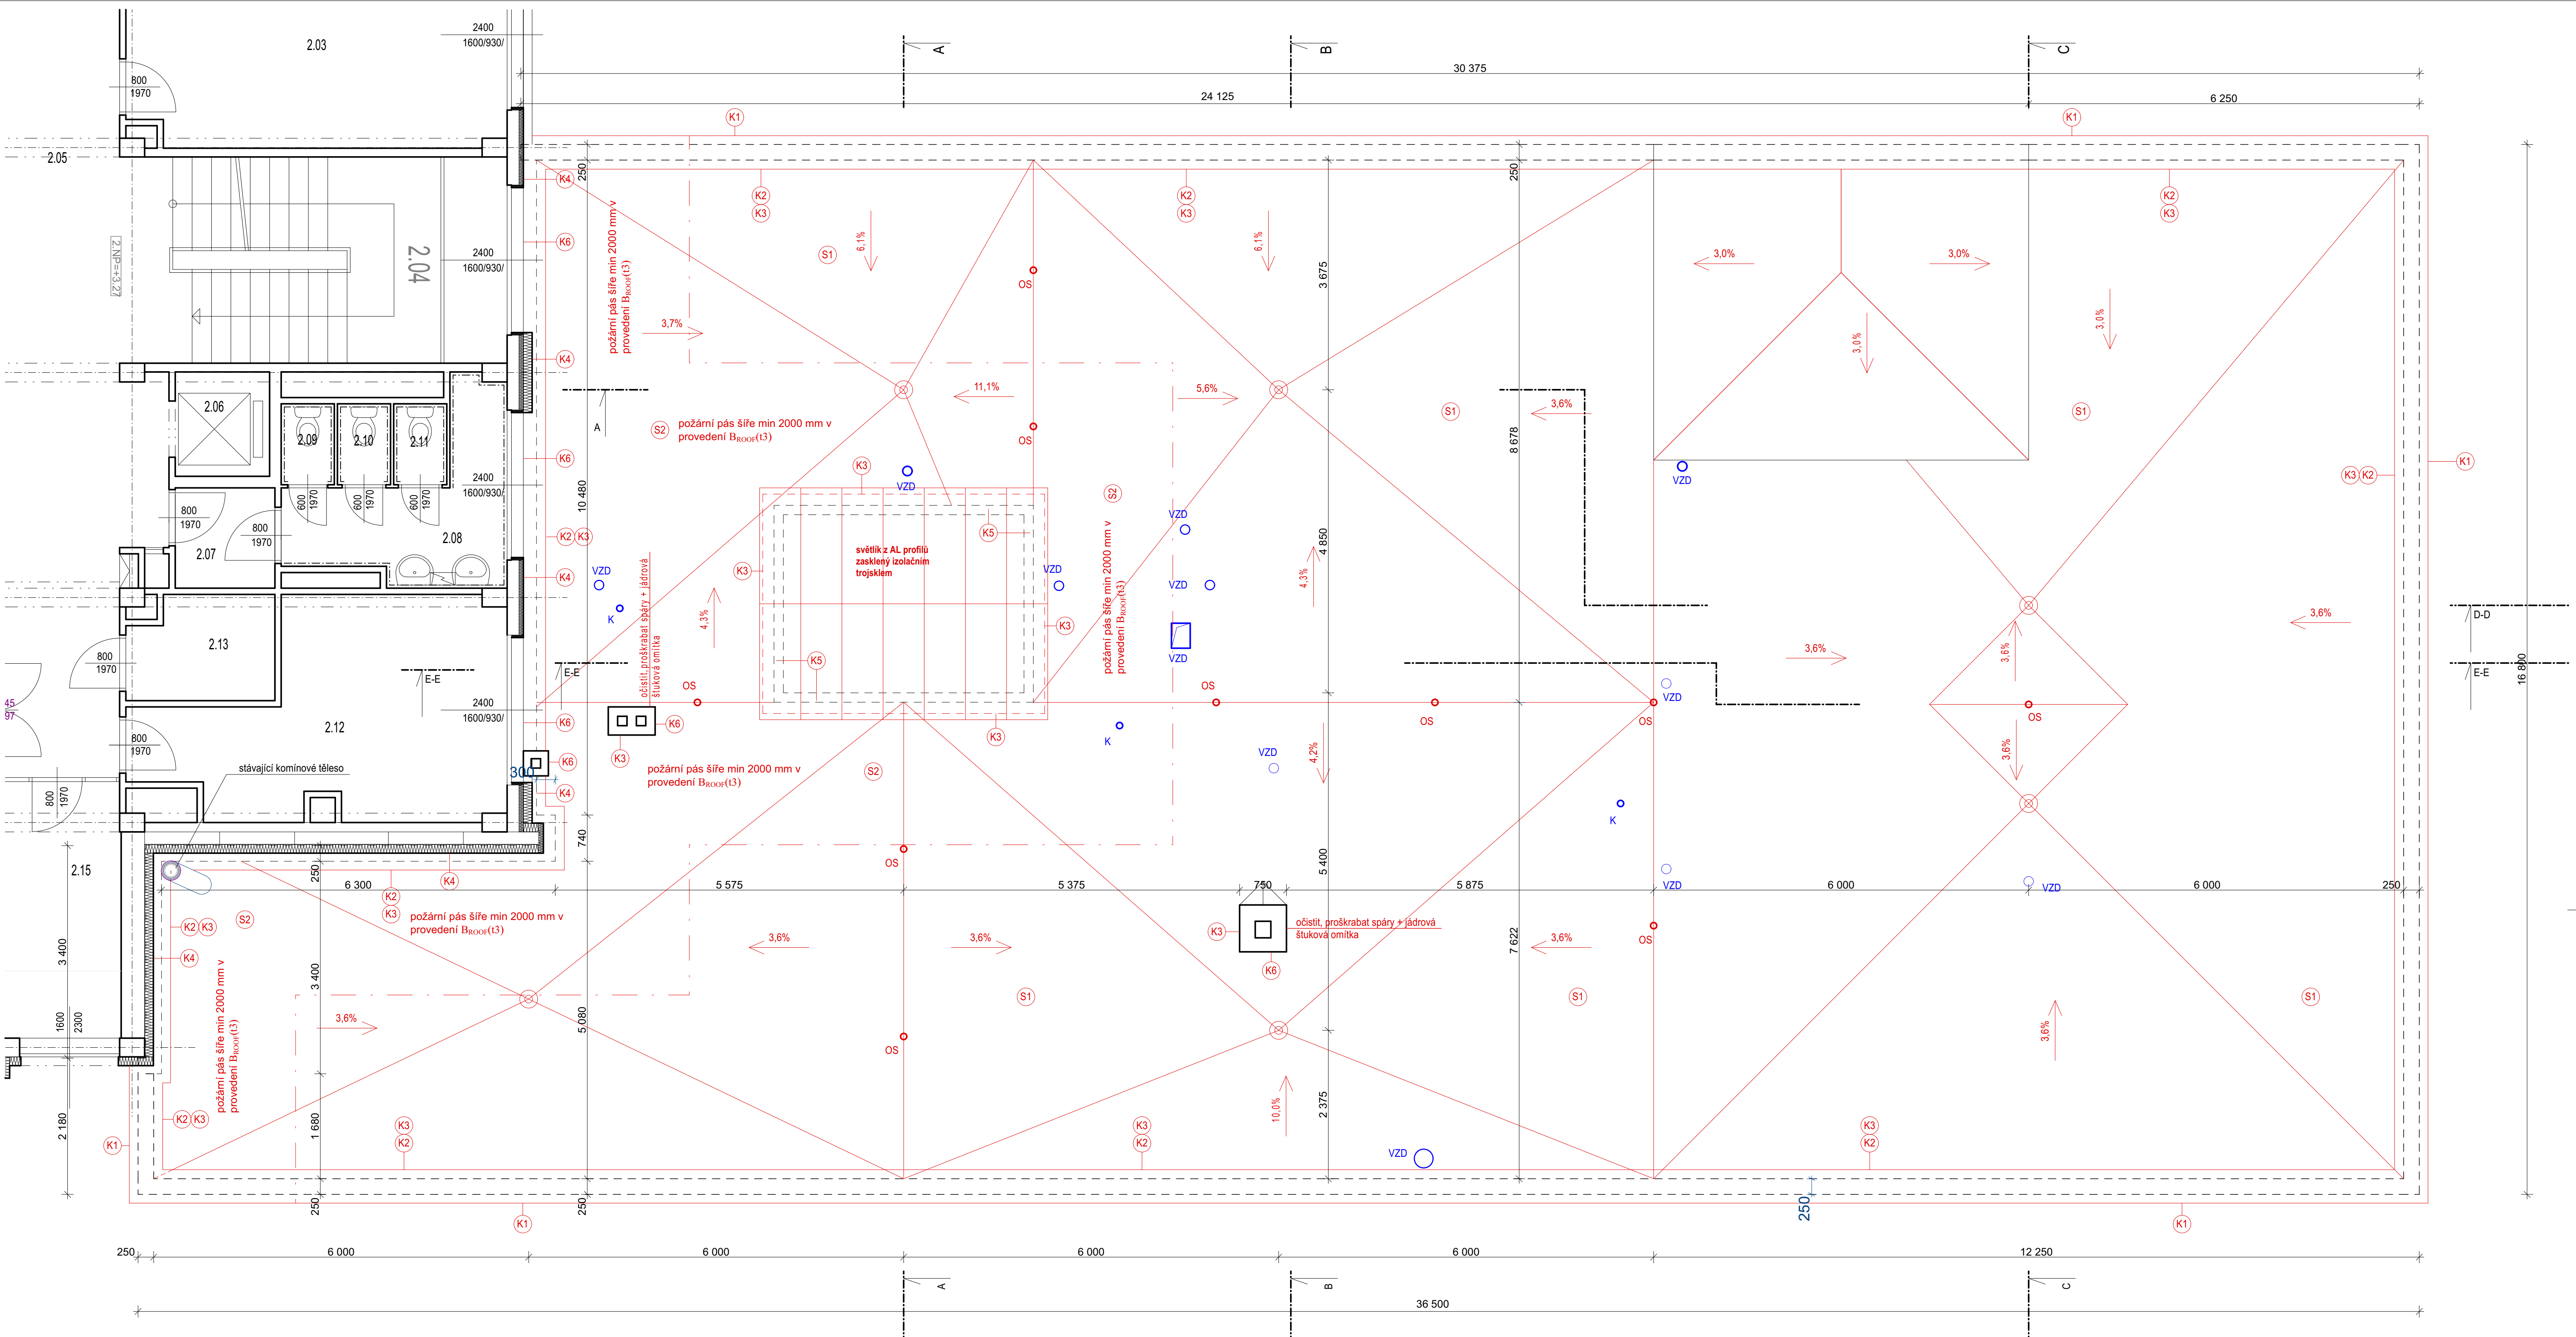 2.03
2400
1600/930/
A
B
C
30 375
24 125
6 250
800
1970
K1
K1
2.05
250
250
K4
K2
K3
K2
K3
K2
K3
požární pás šíře min 2000 mm v
provedení BROOF(t3)
2.NP=+3.27
2.04
2400
1600/930/
K6
S1
6,1%
6,1%
3 675
3,0%
3,0%
OS
3,7%
3,0%
3,0%
K4
11,1%
5,6%
A
2.06
2.09
2.10
2.11
S2
požární pás šíře min 2000 mm v
provedení BROOF(t3)
OS
S1
3,6%
S1
8 678
K6
K3
VZD
VZD
K1
K3
K2
2400
1600/930/
600
1970
600
1970
600
1970
10 480
S2
800
1970
800
1970
2.07
2.08
K2
K3
K5
VZD
4 850
světlík z AL profilů
zasklený izolačním
trojsklem
K3
VZD
K4
VZD
VZD
K
4,3%
4,3%
očistit, proškrabat spáry + jádrová
štuková omítka
požární pás šíře min 2000 mm v
provedení BROOF(t3)
K3
3,6%
D-D
2.13
800
1970
VZD
K5
3,6%
3,6%
E-E
E-E
E-E
16 800
45
97
2400
1600/930/
OS
OS
VZD
2.12
K6
K6
OS
OS
OS
800
1970
K3
K3
K
VZD
4,2%
3,6%
stávající komínové těleso
300
K6
K4
požární pás šíře min 2000 mm v
provedení BROOF(t3)
S2
800
1970
K
740
OS
2.15
250
K4
6 300
5 575
5 375
750
5 400
5 875
VZD
6 000
VZD
6 000
250
K2
K3
požární pás šíře min 2000 mm v
provedení BROOF(t3)
S2
K2
K3
K3
očistit, proškrabat spáry + jádrová
štuková omítka
3,6%
3,6%
3,6%
OS
7 622
3 400
K4
3 400
K6
S1
S1
S1
požární pás šíře min 2000 mm v
provedení BROOF(t3)
1600
2300
3,6%
5 080
OS
3,6%
2 180
K2
K3
1 680
K3
K2
K3
K2
10,0%
2 375
K3
K2
K1
VZD
250
250
K1
250
K1
250
6 000
6 000
6 000
6 000
12 250
A
B
C
36 500